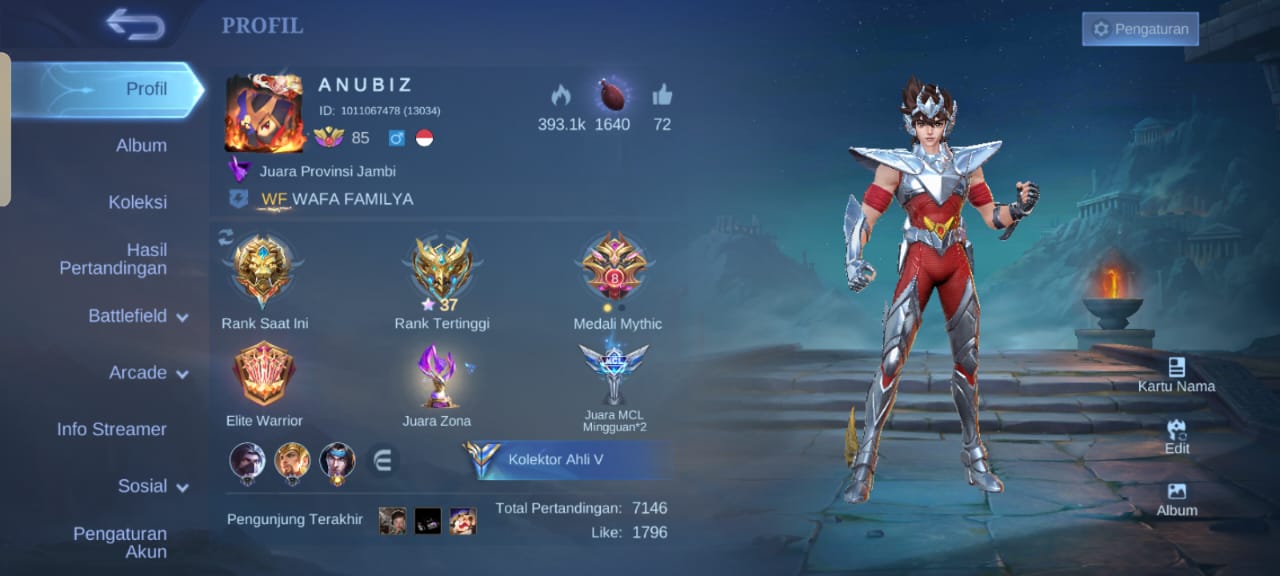 PROFIL
Pengaturan
Profil
Album
Koleksi
Hasil
Pertandingan
Battlefield
Arcade
Info Streamer
Sosial
Pengaturan
Akun
ANUBIZ
ID: 1011067478 (13034)
85
393.1k 1640 72
Juara Provinsi Jambi
WF WAFA FAMILYA
37
8
Rank Saat Ini
Rank Tertinggi
Medali Mythic
MCL
Elite Warrior
Juara Zona
Juara MCL
Mingguan*2
Kolektor Ahli V
Pengunjung Terakhir
Total Pertandingan: 7146
Like: 1796
Kartu Nama
Edit
Album